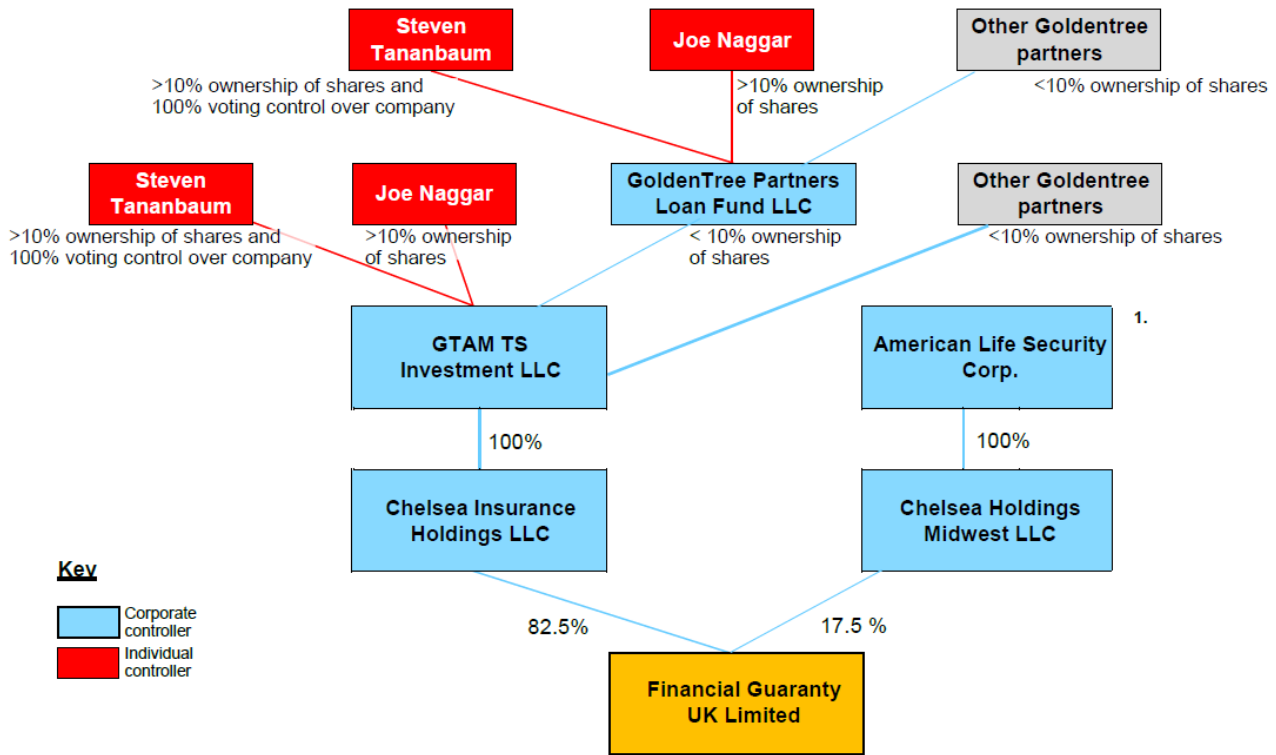 Steven
Tananbaum
Joe Naggar
Other Goldentree
partners
>10% ownership of shares and
100% voting control over company
>10% ownership
of shares
<10% ownership of shares
Steven
Tananbaum
Joe Naggar
GoldenTree Partners
Loan Fund LLC
Other Goldentree
partners
>10% ownership of shares and
100% voting control over company
>10% ownership
of shares
< 10% ownership
of shares
<10% ownership of shares
GTAM TS
Investment LLC
American Life Security
Corp.
1.
100%
100%
Chelsea Insurance
Holdings LLC
Chelsea Holdings
Midwest LLC
Key
Corporate
controller
Individual
controller
82.5%
17.5 %
Financial Guaranty
UK Limited